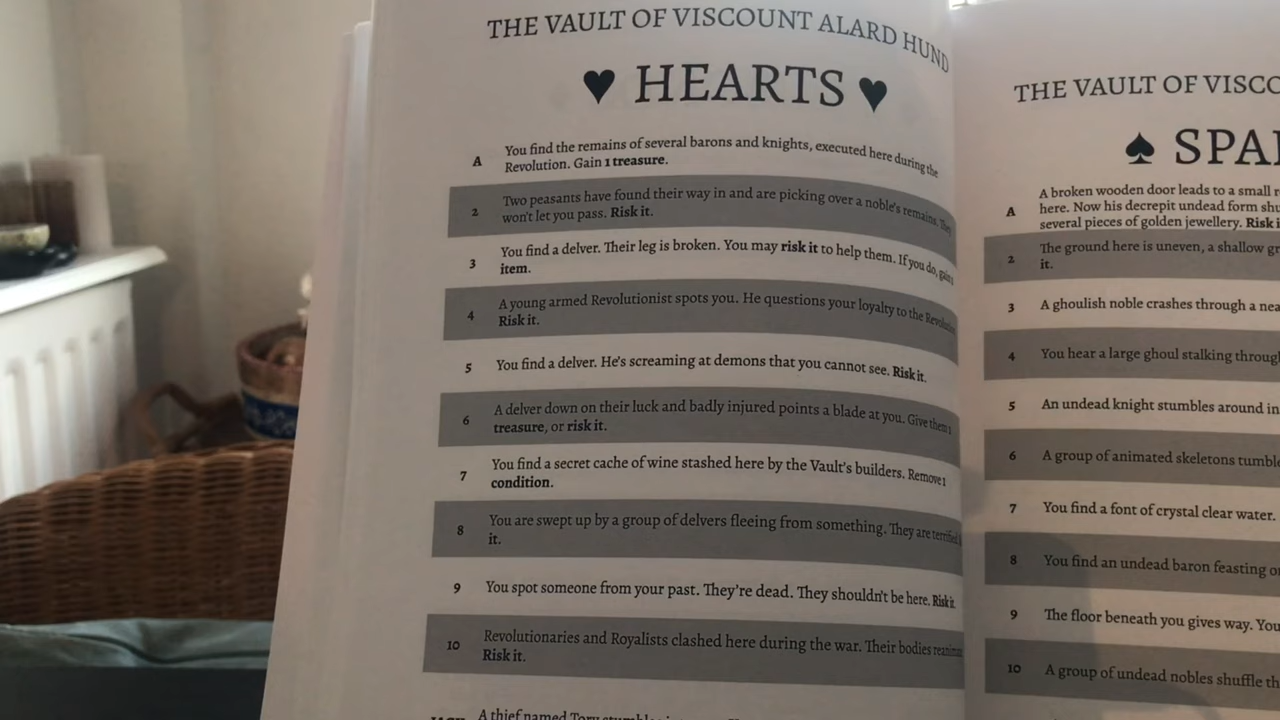 THE VAULT OF VISCOUNT ALARD HUND
♥ HEARTS ♥
A You find the remains of several barons and knights, executed here during the
Revolution. Gain 1 treasure.
2 Two peasants have found their way in and are picking over a noble's remains. They
won't let you pass. Risk it.
3 You find a delver. Their leg is broken. You may risk it to help them. If you do, gain 1
item.
4 A young armed Revolutionist spots you. He questions your loyalty to the Revolution.
Risk it.
5 You find a delver. He's screaming at demons that you cannot see. Risk it.
6 A delver down on their luck and badly injured points a blade at you. Give them 1
treasure, or risk it.
7 You find a secret cache of wine stashed here by the Vault's builders. Remove 1
condition.
8 You are swept up by a group of delvers fleeing from something. They are terrified.
it.
9 You spot someone from your past. They're dead. They shouldn't be here. Risk it.
10 Revolutionaries and Royalists clashed here during the war. Their bodies
Risk it.
A thief named
THE VAULT OF VISCO
♠ SPA
A A broken wooden door leads to a small
here. Now his decrepit undead form
several pieces of golden jewellery. Risk
2 The ground here is uneven, a shallow
it.
3 A ghoulish noble crashes through a
4 You hear a large ghoul stalking
5 An undead knight stumbles around
6 A group of animated skeletons
7 You find a font of crystal clear water.
8 You find an undead baron feasting
9 The floor beneath you gives way. You
10 A group of undead nobles shuffle